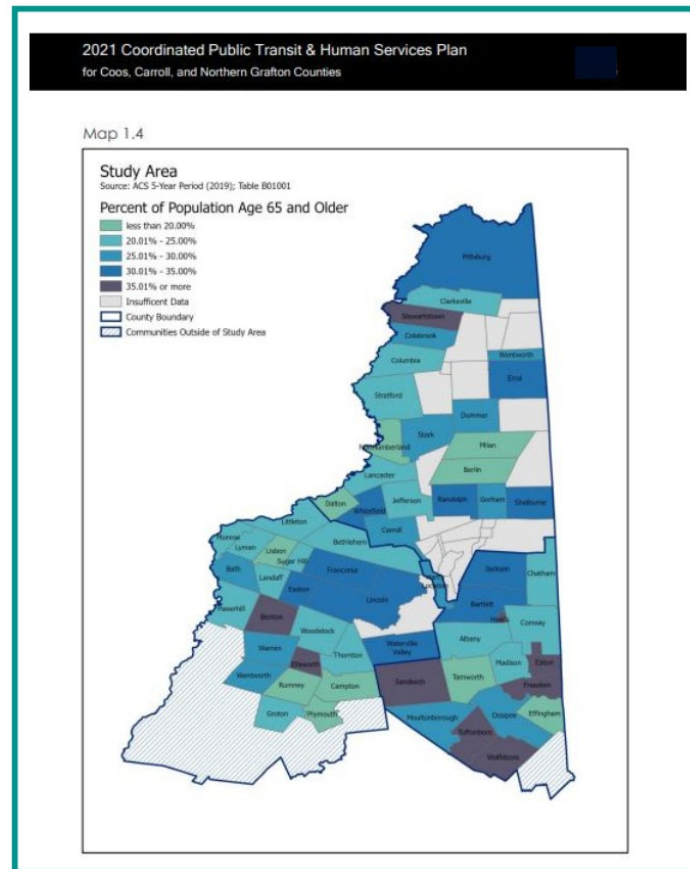 2021 Coordinated Public Transit & Human Services Plan
for Coos, Carroll, and Northern Grafton Counties
Map 1.4
Study Area
Source: ACS 5-Year Period (2019); Table B01001
Percent of Population Age 65 and Older
less than 20.00%
20.01% - 25.00%
25.01% - 30.00%
30.01% - 35.00%
35.01% or more
Insufficent Data
County Boundary
Communities Outside of Study Area
Pittsburg
Clarksville
Stewartstown
Colebrook
Wentworth
Columbia
Errol
Stratford
Dummer
Stark
Northumberland
Milan
Berlin
Lancaster
Dalton
Jefferson
Randolph
Gorham
Shelburne
Whitefield
Littleton
Carroll
Monroe
Bethlehem
Lyman
Lisbon
Sugar Hill
Bath
Franconia
Jackson
Chatham
Landaff
Easton
Lincoln
Bartlett
Haverhill
Benton
Conway
Woodstock
Albany
Warren
Waterville
Valley
Thornton
Madison
Eaton
Ellsworth
Wentworth
Sandwich
Tamworth
Freedom
Rumney
Campton
Groton
Plymouth
Moultonborough
Ossipee
Effingham
Tuftonboro
Wolfeboro